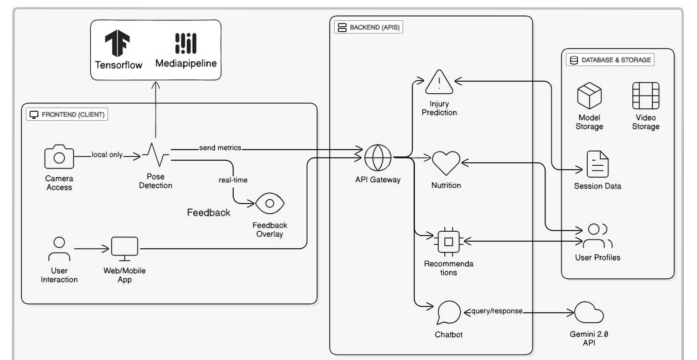 Tensorflow
Mediapipeline
FRONTEND (CLIENT)
Camera
Access
local only
Pose
Detection
send metrics
real-time
Feedback
Feedback
Overlay
User
Interaction
Web/Mobile
App
BACKEND (APIS)
API Gateway
Injury
Prediction
Nutrition
Recommenda
tions
Chatbot
query/response
DATABASE & STORAGE
Model
Storage
Video
Storage
Session Data
User Profiles
Gemini 2.0
API